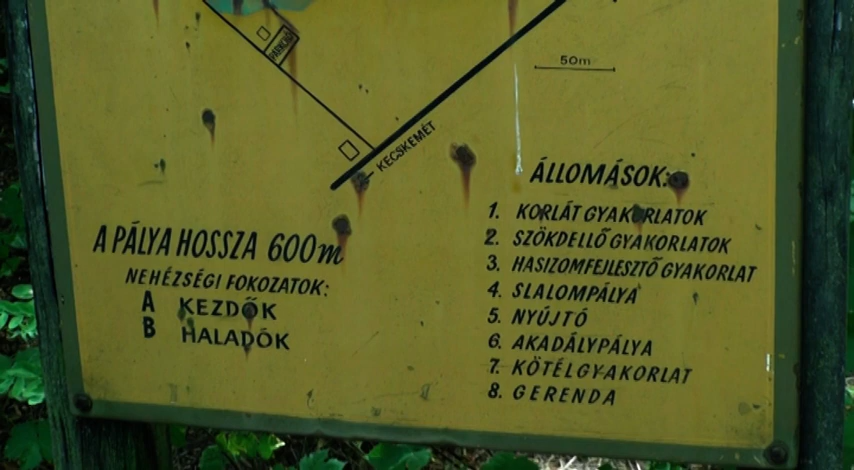 PARKOLÓ
50m
KECSKEMÉT
ÁLLOMÁSOK:
1. KORLÁT GYAKORLATOK
2. SZÖKDELLŐ GYAKORLATOK
3. HASIZOMFEJLESZTŐ GYAKORLAT
4. SLALOMPÁLYA
5. NYÚJTÓ
6. AKADÁLYPÁLYA
7. KÖTÉLGYAKORLAT
8. GERENDA
A PÁLYA HOSSZA 600m
NEHÉZSÉGI FOKOZATOK:
A KEZDŐK
B HALADÓK